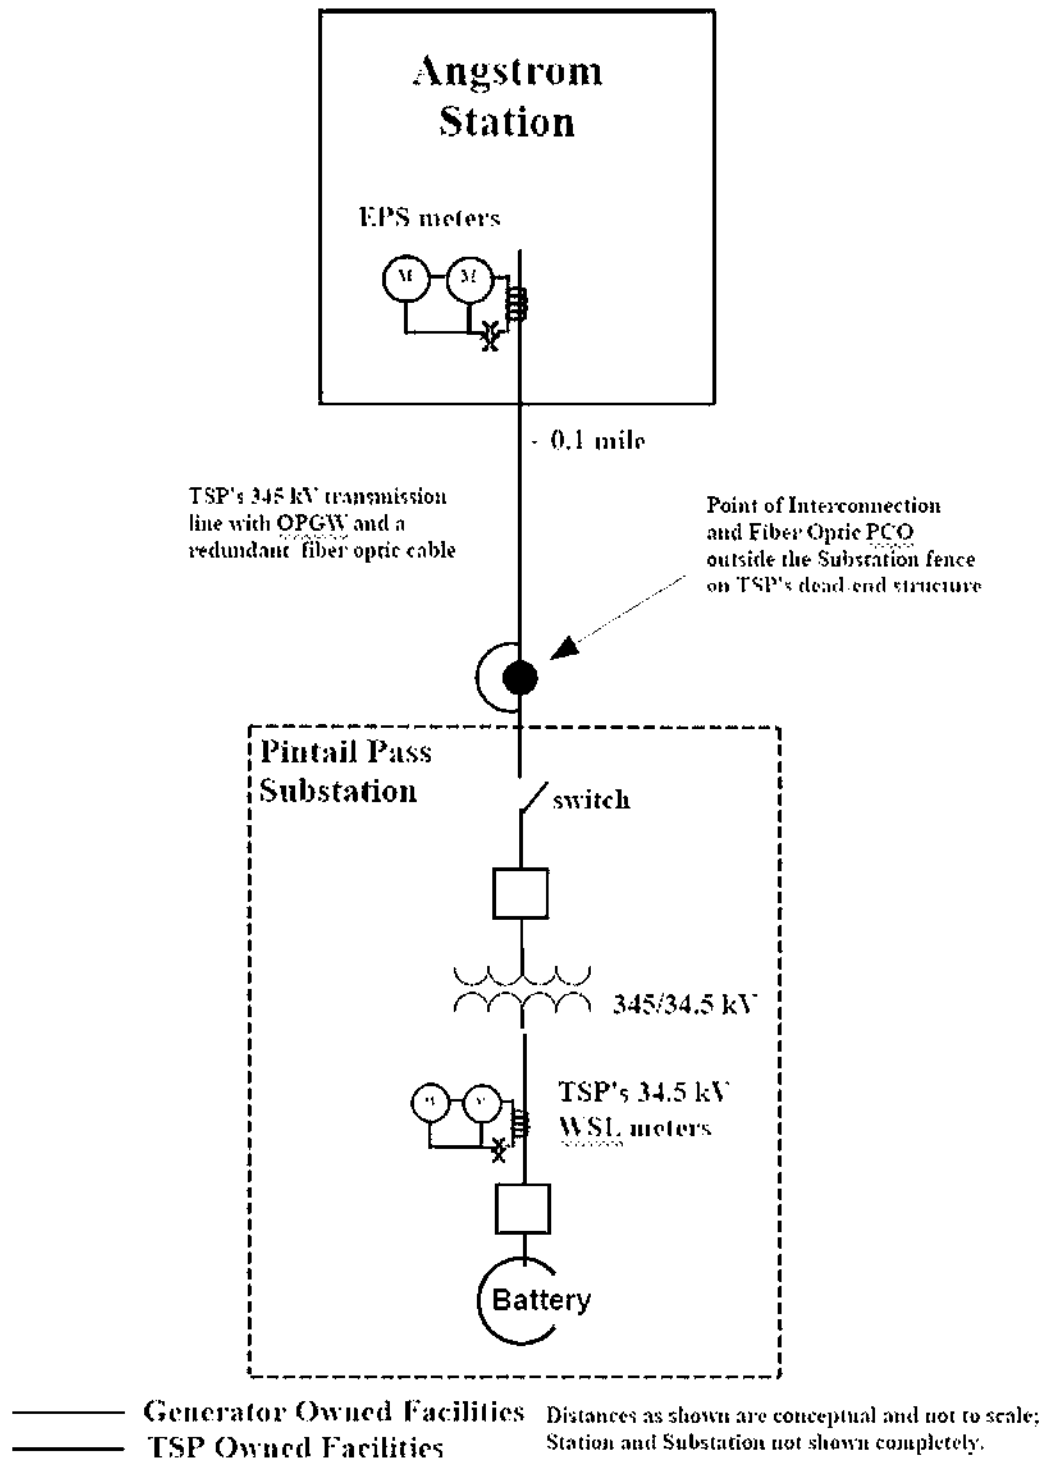 Angstrom
Station
EPS meters
M M
- 0.1 mile
TSP's 345 kV transmission
line with OPGW and a
redundant fiber optic cable
Point of Interconnection
and Fiber Optic PCO
outside the Substation fence
on TSP's dead-end structure
Pintail Pass
Substation
switch
345/34.5 kV
TSP's 34.5 kV
WSL meters
Battery
Generator Owned Facilities
TSP Owned Facilities
Distances as shown are conceptual and not to scale;
Station and Substation not shown completely.